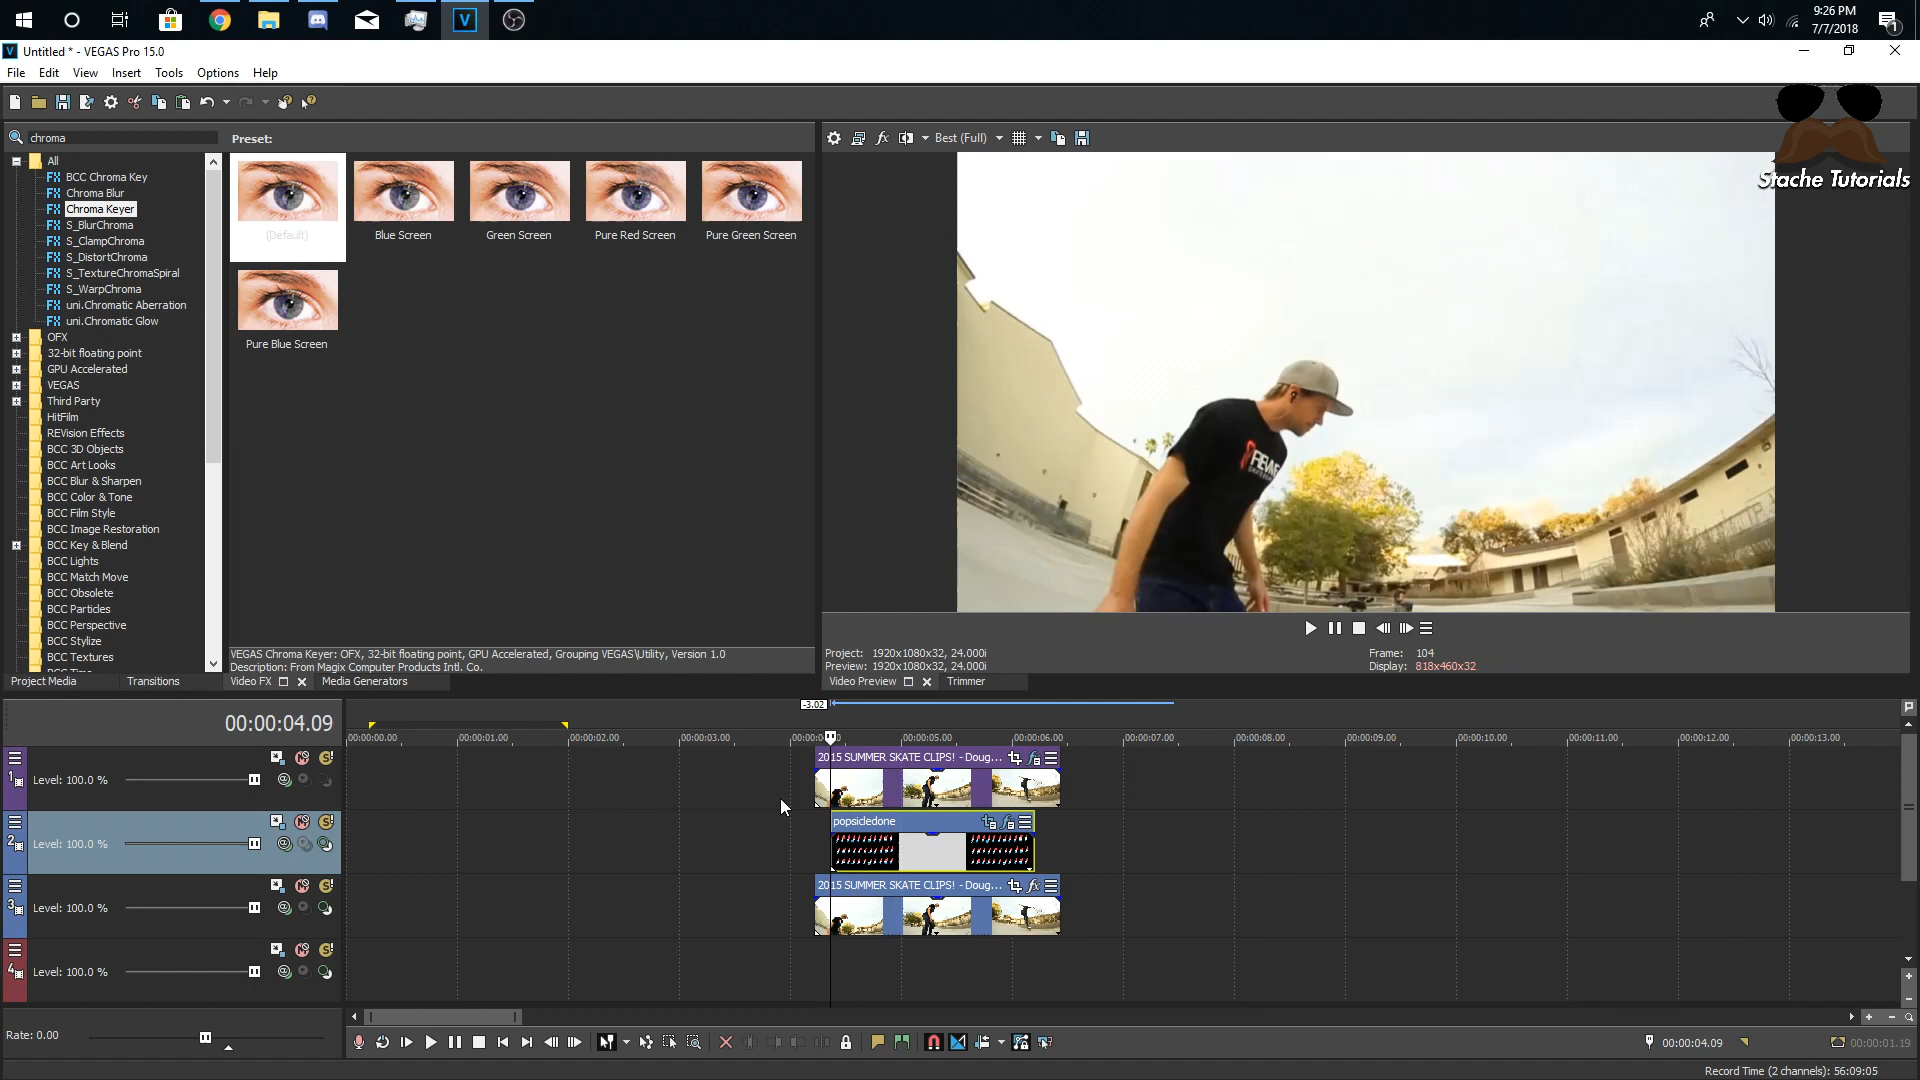 9:26 PM
7/7/2018
1
Untitled * - VEGAS Pro 15.0
File Edit View Insert Tools Options Help
Stache Tutorials
chroma
All
BCC Chroma Key
Chroma Blur
Chroma Keyer
S_BlurChroma
S_ClampChroma
S_DistortChroma
S_TextureChromaSpiral
S_WarpChroma
uni.Chromatic Aberration
uni.Chromatic Glow
OFX
32-bit floating point
GPU Accelerated
VEGAS
Third Party
HitFilm
REVision Effects
BCC 3D Objects
BCC Art Looks
BCC Blur & Sharpen
BCC Color & Tone
BCC Film Style
BCC Image Restoration
BCC Key & Blend
BCC Lights
BCC Match Move
BCC Obsolete
BCC Particles
BCC Perspective
BCC Stylize
BCC Textures
Preset:
(Default) Blue Screen Green Screen Pure Red Screen Pure Green Screen
Pure Blue Screen
VEGAS Chroma Keyer: OFX, 32-bit floating point, GPU Accelerated, Grouping VEGAS\Utility, Version 1.0
Description: From Magix Computer Products Intl. Co.
Project Media Transitions Video FX Media Generators
Best (Full)
Project: 1920x1080x32, 24.000i
Preview: 1920x1080x32, 24.000i
Frame: 104
Display: 818x460x32
Video Preview Trimmer
00:00:04.09
-3.02
00:00:00.00 00:00:01.00 00:00:02.00 00:00:03.00 00:00:05.00 00:00:06.00 00:00:07.00 00:00:08.00 00:00:09.00 00:00:10.00 00:00:11.00 00:00:12.00 00:00:13.00
1 Level: 100.0 %
2015 SUMMER SKATE CLIPS! - Doug...
2 Level: 100.0 %
popsicledone
3 Level: 100.0 %
2015 SUMMER SKATE CLIPS! - Doug...
4 Level: 100.0 %
Rate: 0.00
00:00:04.09
00:00:01.19
Record Time (2 channels): 56:09:05